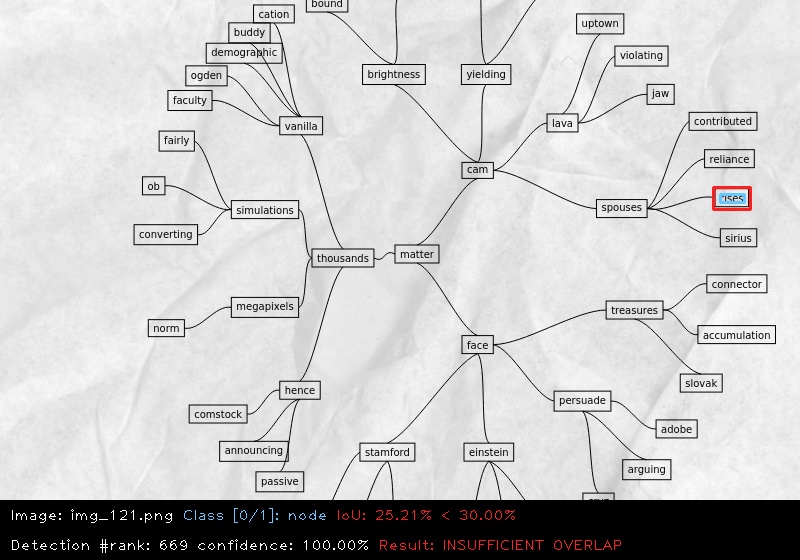 cation
bound
buddy
uptown
demographic
violating
ogden
brightness
yielding
jaw
faculty
vanilla
lava
contributed
fairly
reliance
cam
ob
simulations
spouses
converting
sirius
thousands
matter
connector
megapixels
treasures
norm
accumulation
face
slovak
hence
persuade
comstock
adobe
announcing
stamford
einstein
arguing
passive
Image: img_121.png Class [0/1]: node IoU: 25.21% < 30.00%
Detection #rank: 669 confidence: 100.00% Result: INSUFFICIENT OVERLAP